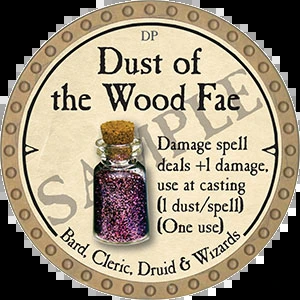 DP
Dust of
the Wood Fae
Damage spell
deals +1 damage,
use at casting
(1 dust/spell)
(One use)
Bard, Cleric, Druid & Wizards
SAMPLE